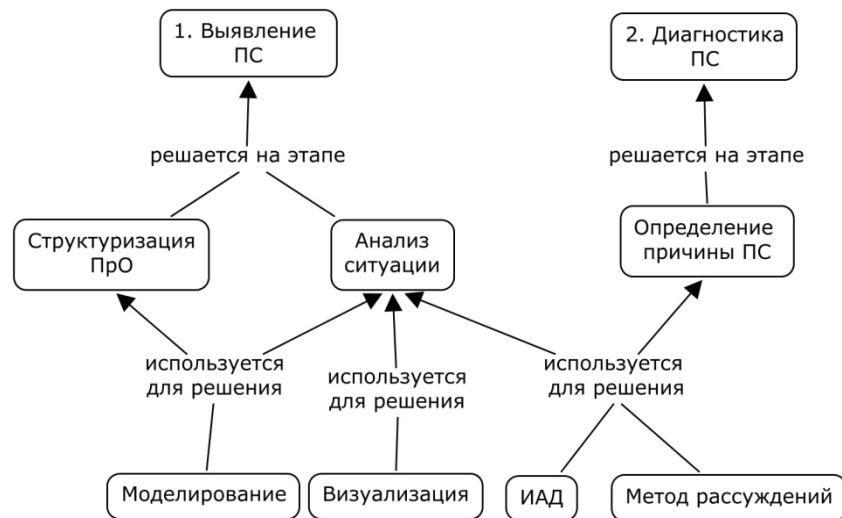 1. Выявление
ПС
2. Диагностика
ПС
решается на этапе
решается на этапе
Структуризация
ПрО
Анализ
ситуации
Определение
причины ПС
используется
для решения
используется
для решения
используется
для решения
Моделирование
Визуализация
ИАД
Метод рассуждений